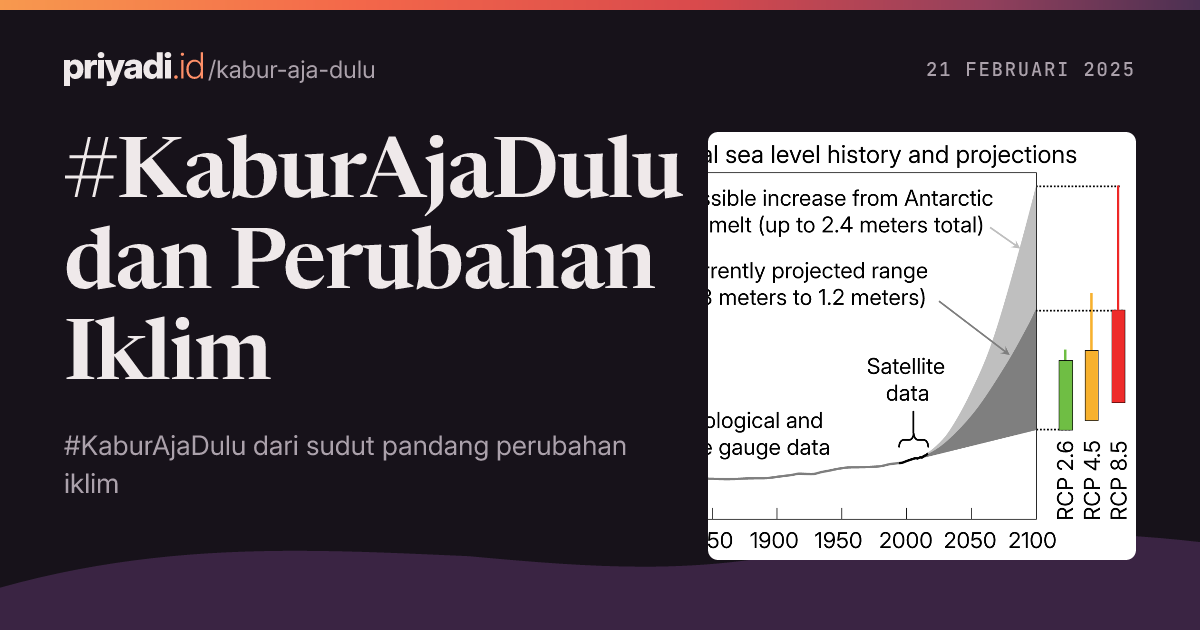 priyadi.id/kabur-aja-dulu
21 FEBRUARI 2025
#KaburAjaDulu
dan Perubahan
Iklim
#KaburAjaDulu dari sudut pandang perubahan
iklim
sea level history and projections
increase from Antarctic
melt (up to 2.4 meters total)
projected range
meters to 1.2 meters)
Satellite
data
and
gauge data
1900 1950 2000 2050 2100
RCP 2.6
RCP 4.5
RCP 8.5